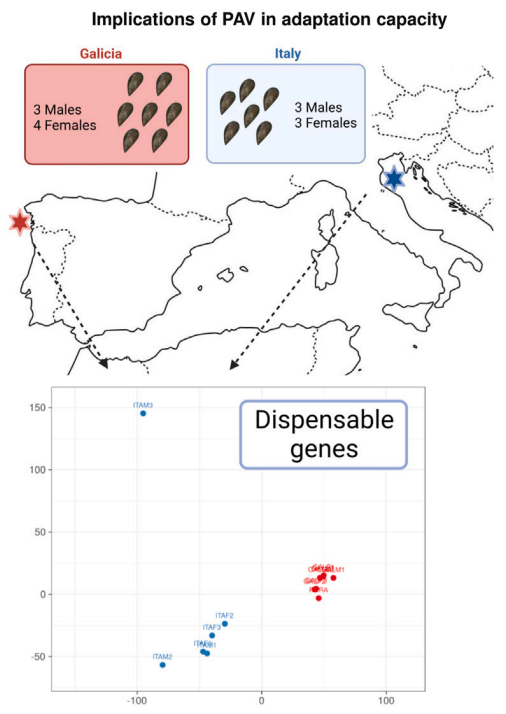 Implications of PAV in adaptation capacity
Galicia
Italy
3 Males
4 Females
3 Males
3 Females
Dispensable
genes
150
100
50
0
-50
-100
0
100
ITAM3
ITAF2
ITAF3
ITAM1
ITAM2